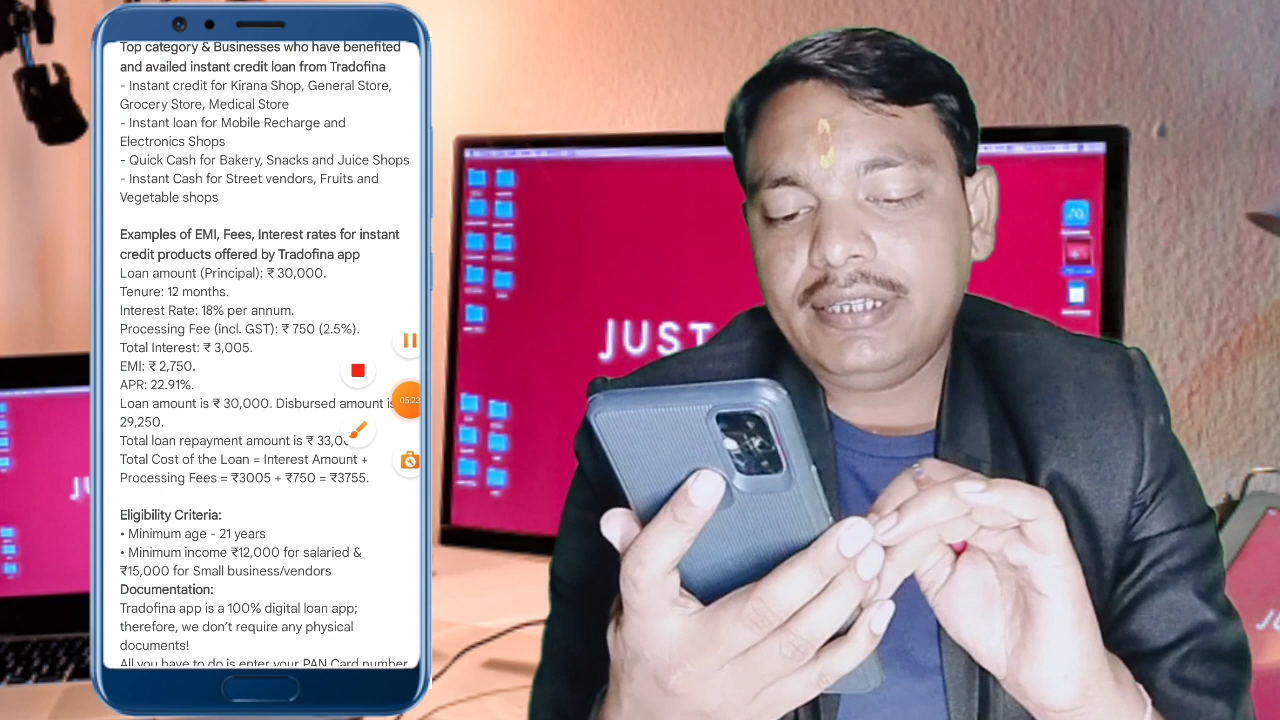 Top category & Businesses who have benefited
and availed instant credit loan from Tradofina
- Instant credit for Kirana Shop, General Store,
Grocery Store, Medical Store
- Instant loan for Mobile Recharge and
Electronics Shops
- Quick Cash for Bakery, Snacks and Juice Shops
- Instant Cash for Street vendors, Fruits and
Vegetable shops
Examples of EMI, Fees, Interest rates for instant
credit products offered by Tradofina app
Loan amount (Principal): ₹ 30,000.
Tenure: 12 months.
Interest Rate: 18% per annum.
Processing Fee (incl. GST): ₹ 750 (2.5%).
Total Interest: ₹ 3,005.
EMI: ₹ 2,750.
APR: 22.91%.
Loan amount is ₹ 30,000. Disbursed amount is
29,250.
Total loan repayment amount is ₹ 33,0
Total Cost of the Loan = Interest Amount +
Processing Fees = ₹3005 + ₹750 = ₹3755.
Eligibility Criteria:
• Minimum age - 21 years
• Minimum income ₹12,000 for salaried &
₹15,000 for Small business/vendors
Documentation:
Tradofina app is a 100% digital loan app;
therefore, we don't require any physical
documents!
All you have to do is enter your PAN Card number
05:23
JUST
JU
JU